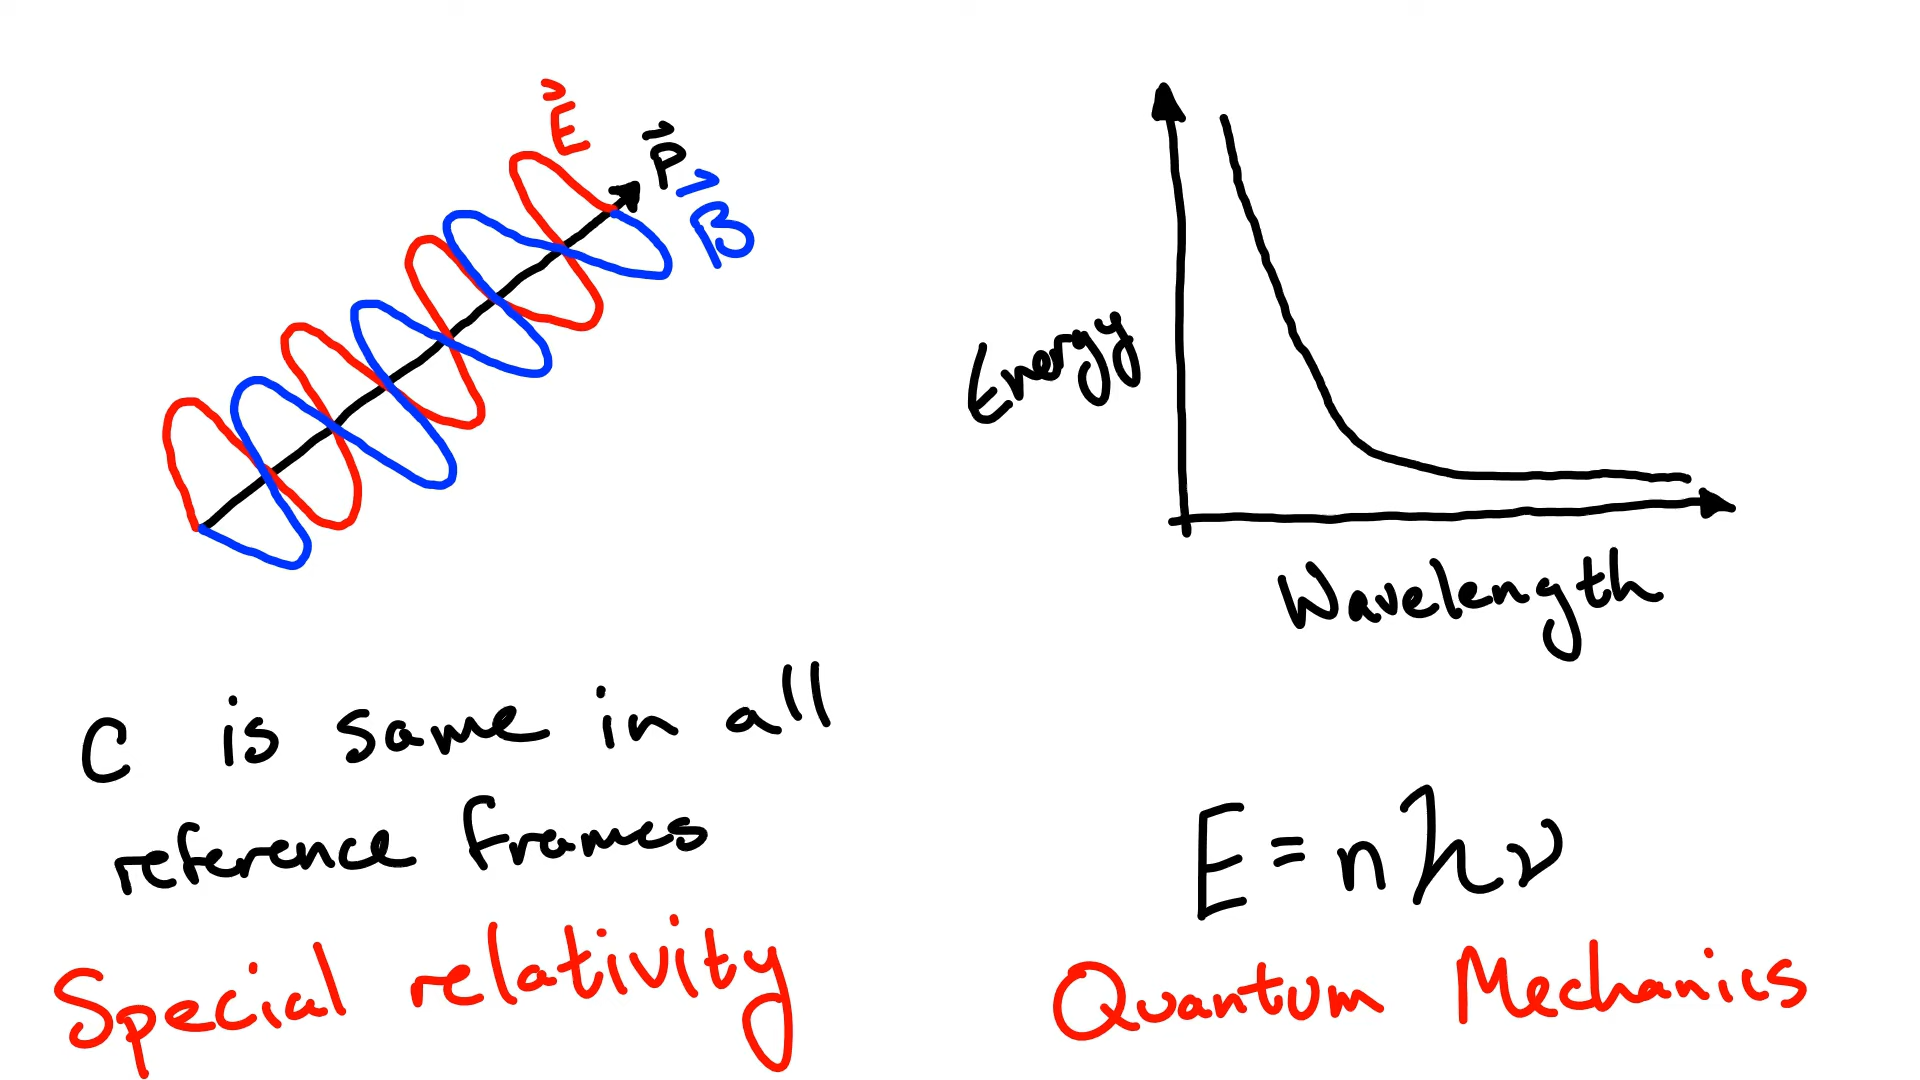 E⃗
P⃗
B⃗
Energy
Wavelength
C is same in all
reference frames
Special relativity
E = nhν
Quantum Mechanics